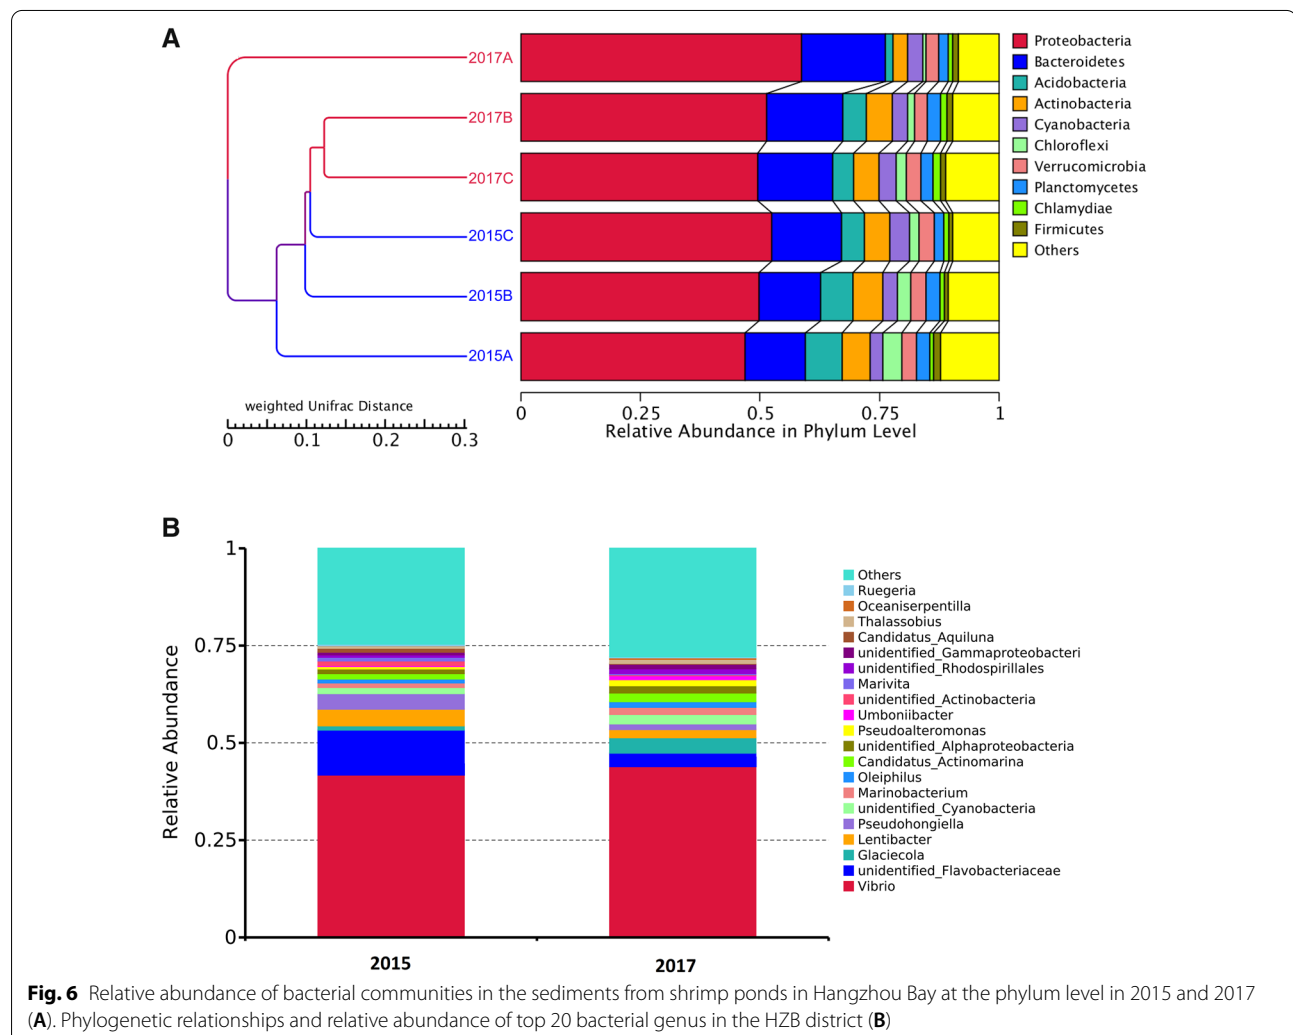 A
2017A
2017B
2017C
2015C
2015B
2015A
weighted Unifrac Distance
0 0.1 0.2 0.3
0 0.25 0.5 0.75 1
Relative Abundance in Phylum Level
Proteobacteria
Bacteroidetes
Acidobacteria
Actinobacteria
Cyanobacteria
Chloroflexi
Verrucomicrobia
Planctomycetes
Chlamydiae
Firmicutes
Others
B
Relative Abundance
1
0.75
0.5
0.25
0
2015 2017
Others
Ruegeria
Oceaniserpentilla
Thalassobius
Candidatus_Aquiluna
unidentified_Gammaproteobacteri
unidentified_Rhodospirillales
Marivita
unidentified_Actinobacteria
Umboniibacter
Pseudoalteromonas
unidentified_Alphaproteobacteria
Candidatus_Actinomarina
Oleiphilus
Marinobacterium
unidentified_Cyanobacteria
Pseudohongiella
Lentibacter
Glaciecola
unidentified_Flavobacteriaceae
Vibrio
Fig. 6 Relative abundance of bacterial communities in the sediments from shrimp ponds in Hangzhou Bay at the phylum level in 2015 and 2017
(A). Phylogenetic relationships and relative abundance of top 20 bacterial genus in the HZB district (B)